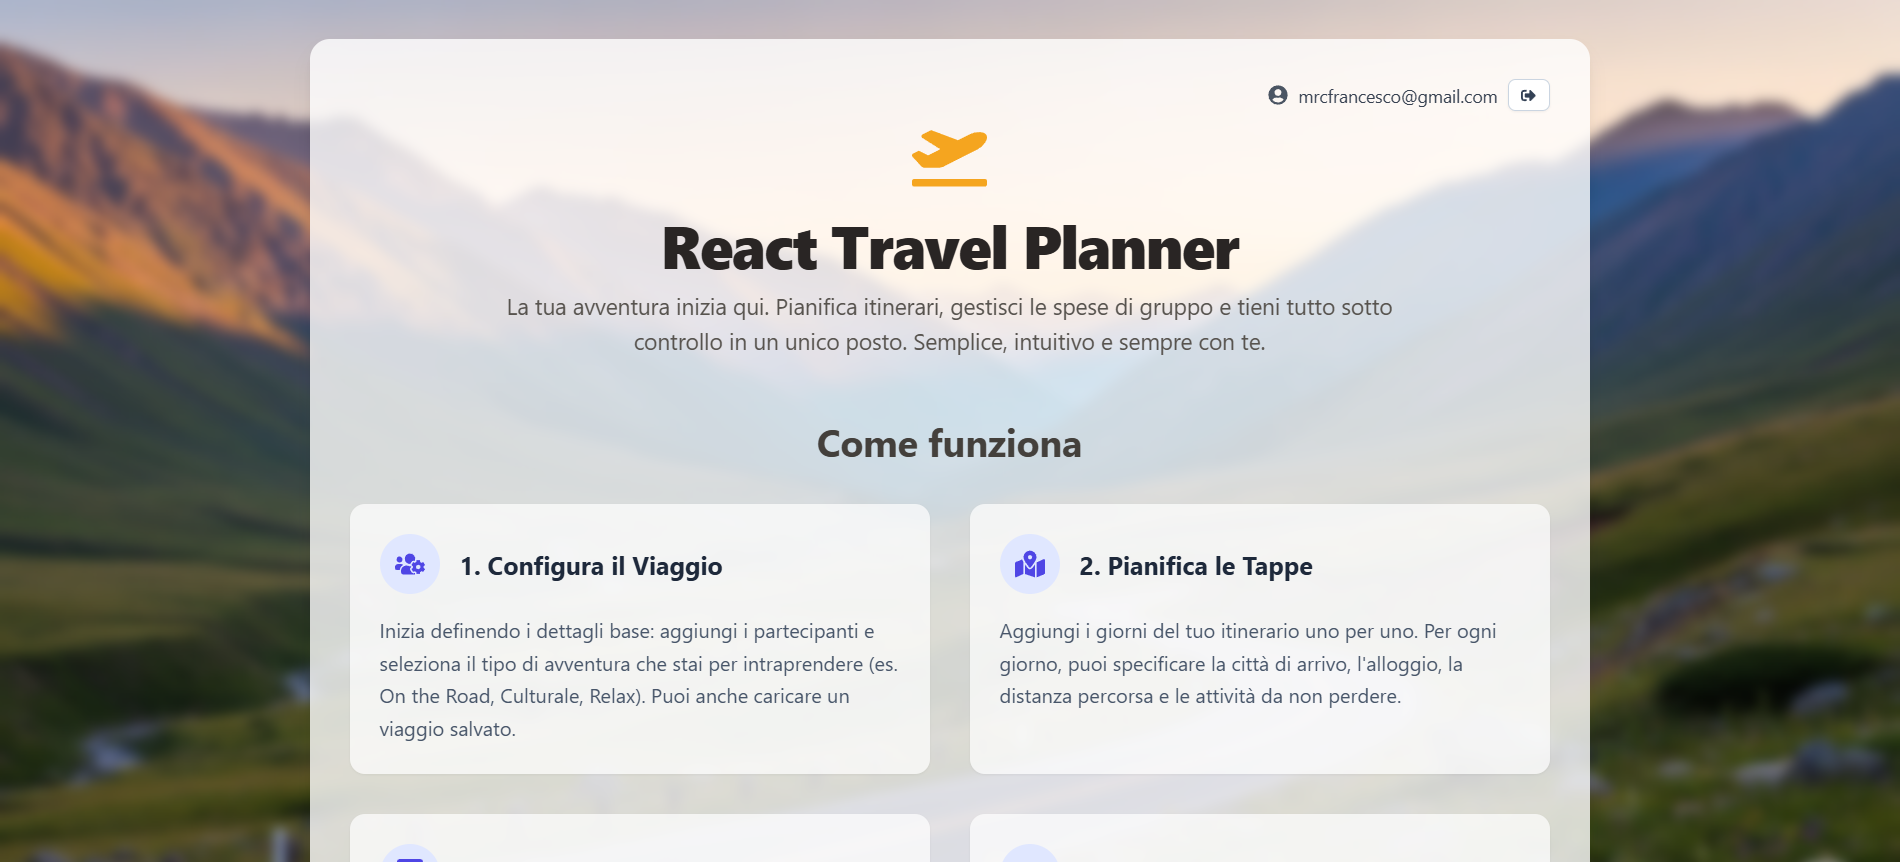 mrcfrancesco@gmail.com
React Travel Planner
La tua avventura inizia qui. Pianifica itinerari, gestisci le spese di gruppo e tieni tutto sotto
controllo in un unico posto. Semplice, intuitivo e sempre con te.
Come funziona
1. Configura il Viaggio
Inizia definendo i dettagli base: aggiungi i partecipanti e
seleziona il tipo di avventura che stai per intraprendere (es.
On the Road, Culturale, Relax). Puoi anche caricare un
viaggio salvato.
2. Pianifica le Tappe
Aggiungi i giorni del tuo itinerario uno per uno. Per ogni
giorno, puoi specificare la città di arrivo, l'alloggio, la
distanza percorsa e le attività da non perdere.